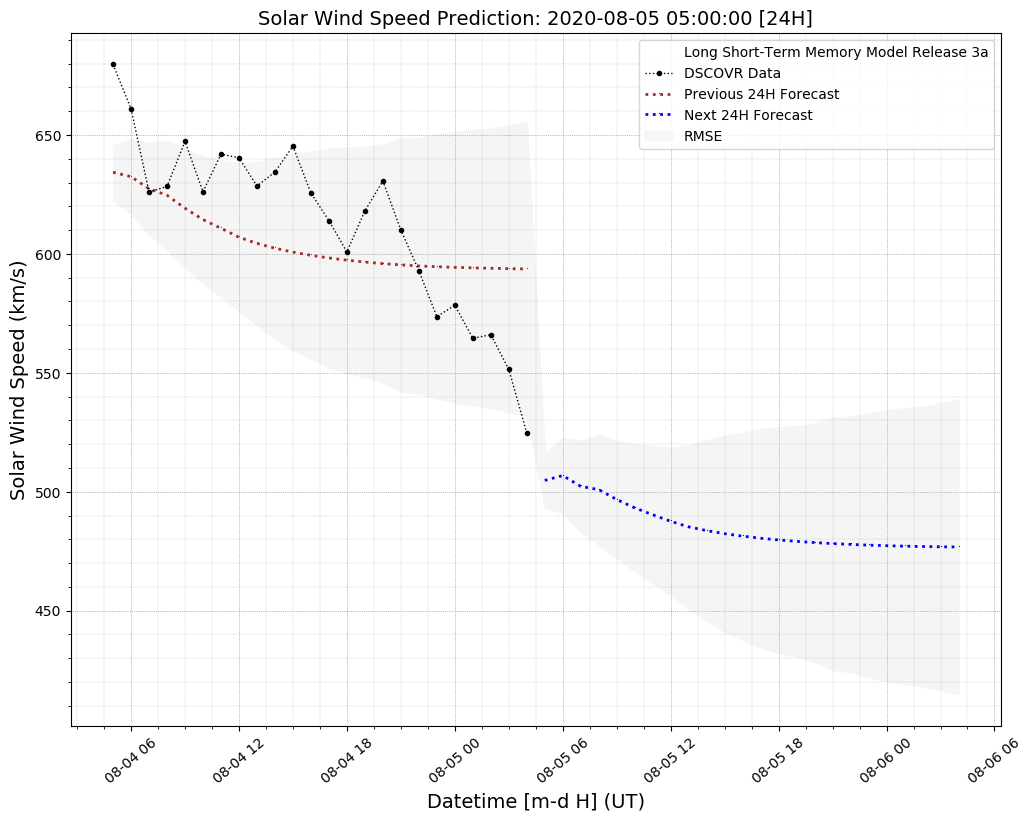 Solar Wind Speed Prediction: 2020-08-05 05:00:00 [24H]
Long Short-Term Memory Model Release 3a
DSCOVR Data
Previous 24H Forecast
Next 24H Forecast
RMSE
Solar Wind Speed (km/s)
650
600
550
500
450
08-04 06
08-04 12
08-04 18
08-05 00
08-05 06
08-05 12
08-05 18
08-06 00
08-06 06
Datetime [m-d H] (UT)